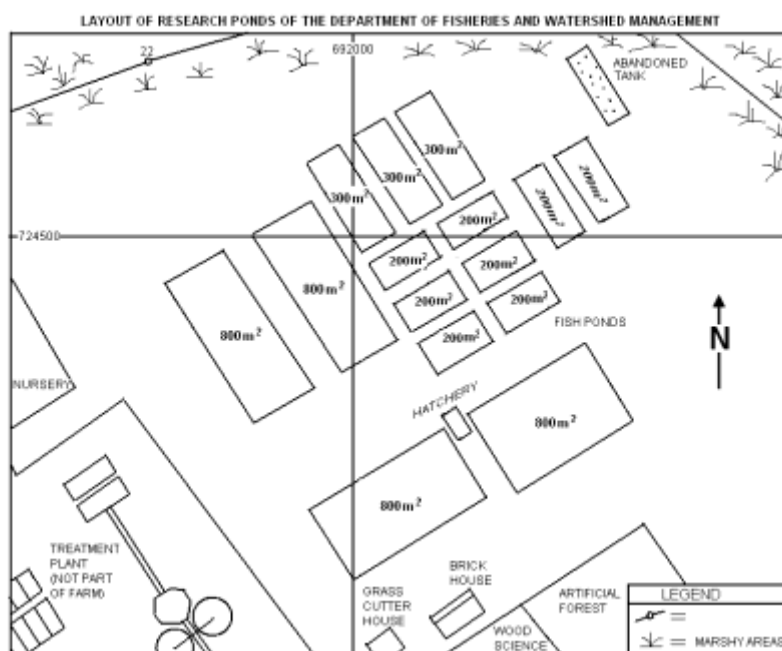 LAYOUT OF RESEARCH PONDS OF THE DEPARTMENT OF FISHERIES AND WATERSHED MANAGEMENT
22
692000
ABANDONED
TANK
300m²
300m²
300m²
200m²
200m²
200m²
724500
200m²
200m²
800m²
200m²
200m²
800m²
200m²
FISH PONDS
N
NURSERY
HATCHERY
800m²
800m²
TREATMENT
PLANT
(NOT PART
OF FARM)
BRICK
HOUSE
GRASS
CUTTER
HOUSE
ARTIFICIAL
FOREST
WOOD
SCIENCE
LEGEND
=
= MARSHY AREAS